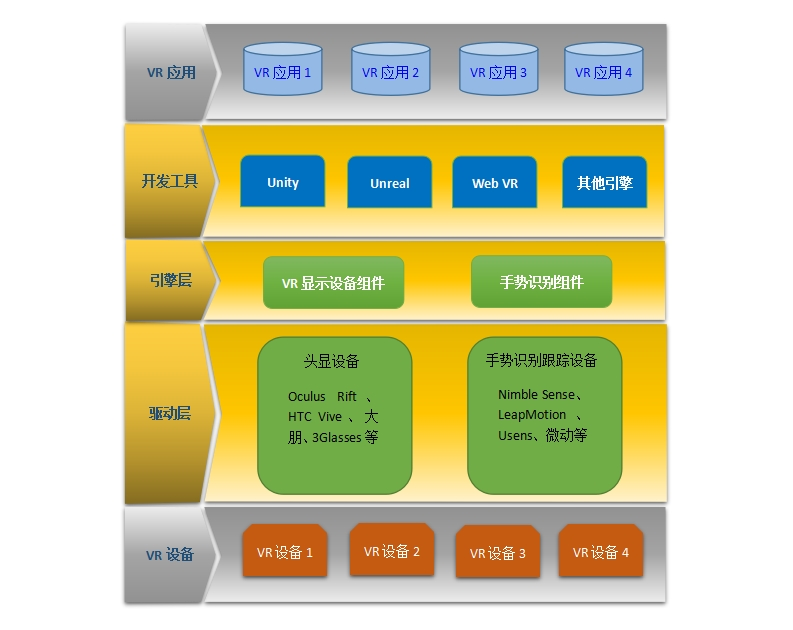 VR 应用
VR 应用 1
VR 应用 2
VR 应用 3
VR 应用 4
开发工具
Unity
Unreal
Web VR
其他引擎
引擎层
VR 显示设备组件
手势识别组件
驱动层
头显设备
Oculus Rift 、
HTC Vive 、大
朋、3Glasses 等
手势识别跟踪设备
Nimble Sense、
LeapMotion 、
Usens、微动等
VR 设备
VR 设备 1
VR 设备 2
VR 设备 3
VR 设备 4